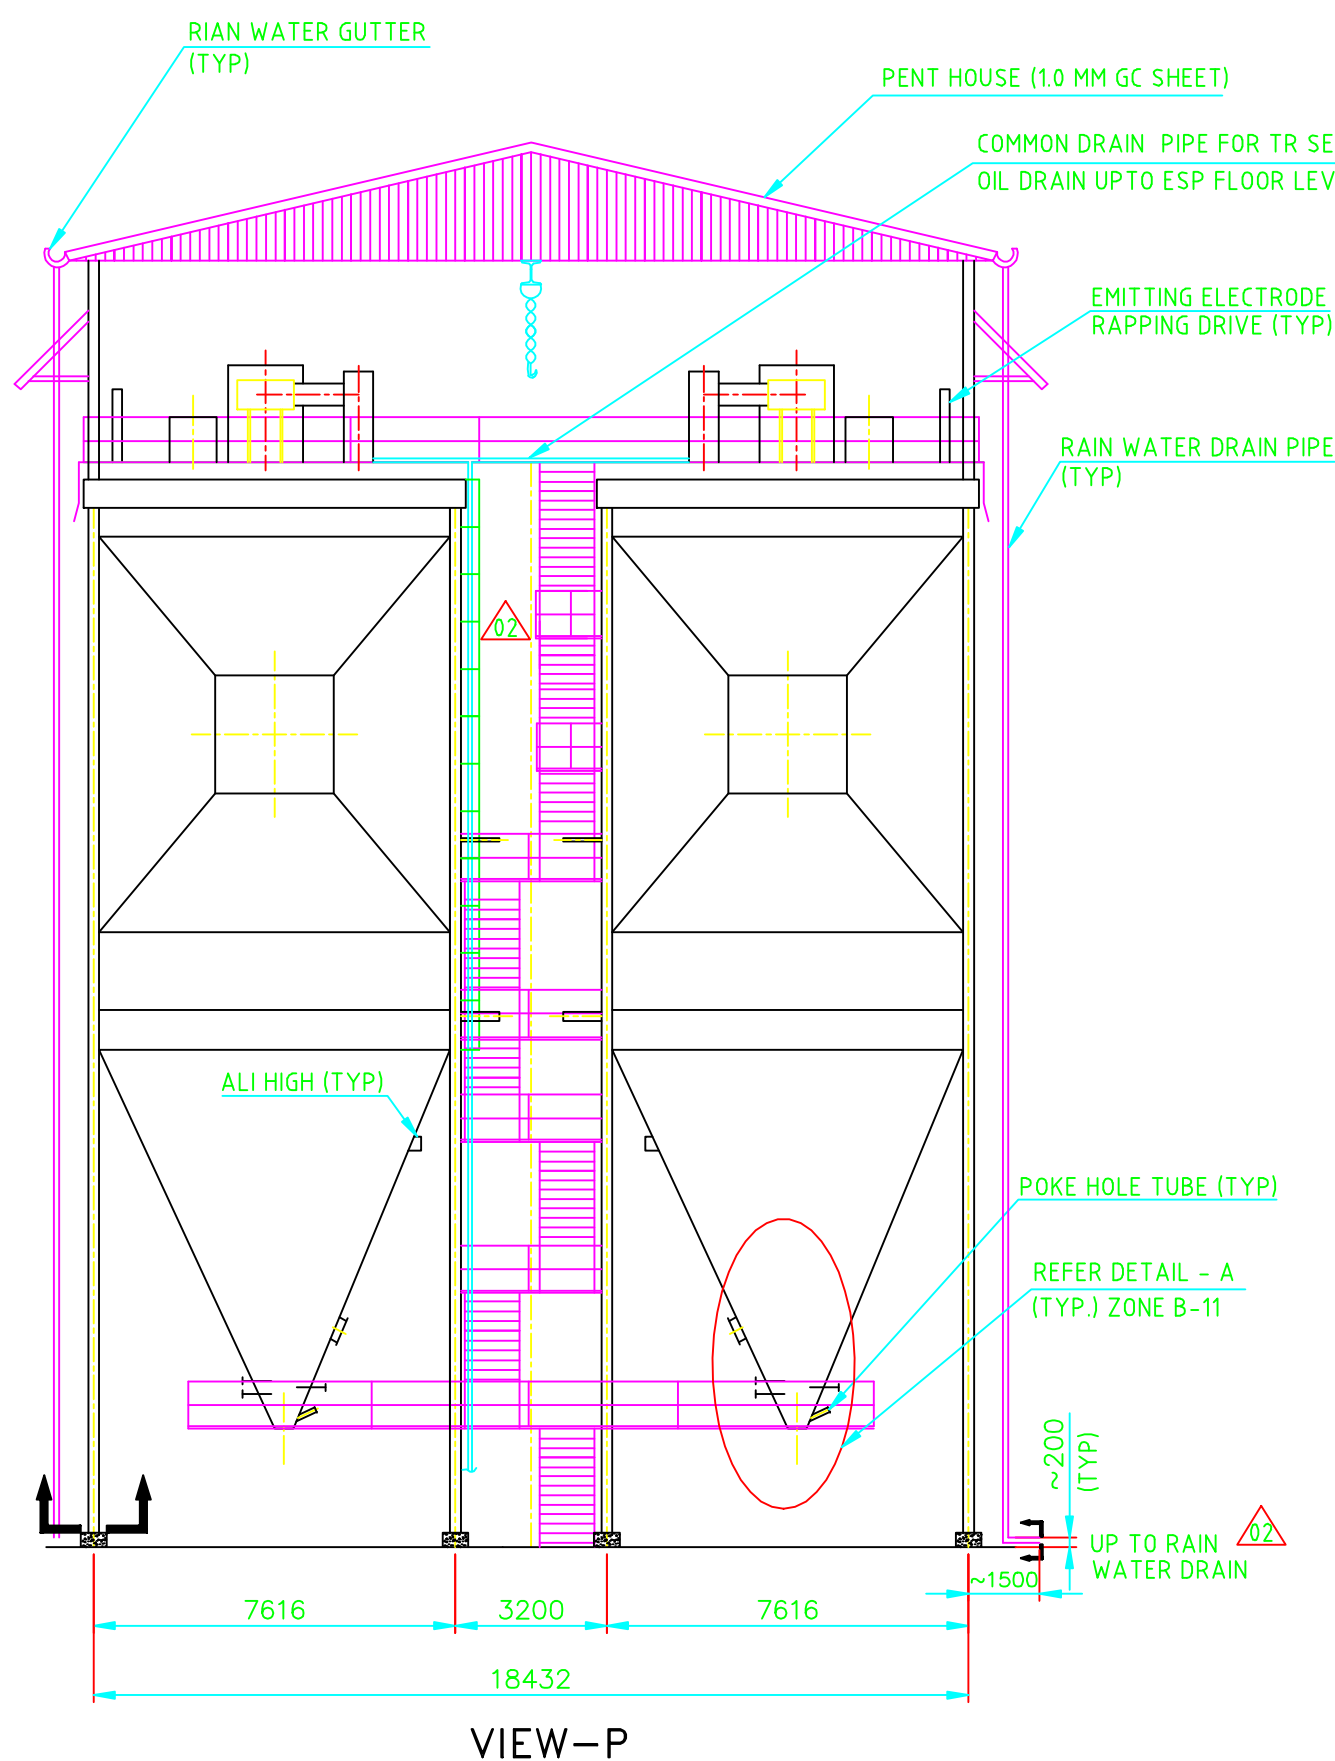 RIAN WATER GUTTER
(TYP)
PENT HOUSE (1.0 MM GC SHEET)
COMMON DRAIN PIPE FOR TR SE
OIL DRAIN UPTO ESP FLOOR LEV
EMITTING ELECTRODE
RAPPING DRIVE (TYP)
RAIN WATER DRAIN PIPE
(TYP)
02
ALI HIGH (TYP)
POKE HOLE TUBE (TYP)
REFER DETAIL - A
(TYP.) ZONE B-11
~200
(TYP)
02
UP TO RAIN
WATER DRAIN
~1500
7616
3200
7616
18432
VIEW-P